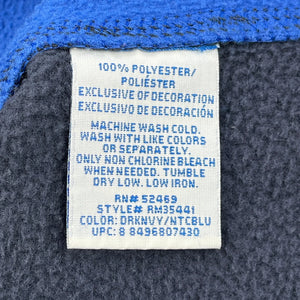 100% POLYESTER/
POLIÉSTER
EXCLUSIVE OF DECORATION
EXCLUSIVO DE DECORACIÓN
MACHINE WASH COLD.
WASH WITH LIKE COLORS
OR SEPARATELY.
ONLY NON CHLORINE BLEACH
WHEN NEEDED. TUMBLE
DRY LOW. LOW IRON.
RN# 52469
STYLE# RM35441
COLOR: DRKNVY/NTCBLU
UPC: 8 8496807430